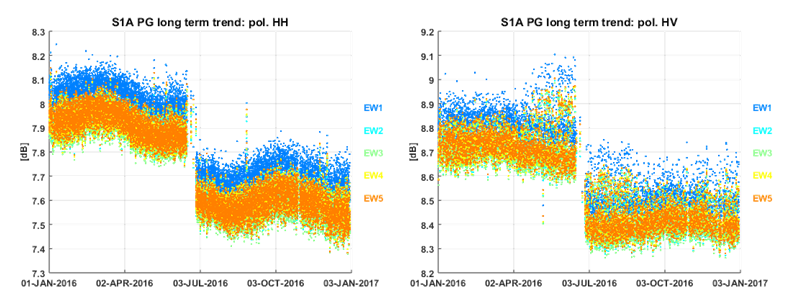 S1A PG long term trend: pol. HH
[dB]
8.3
8.2
8.1
8
7.9
7.8
7.7
7.6
7.5
7.4
7.3
01-JAN-2016 02-APR-2016 03-JUL-2016 03-OCT-2016 03-JAN-2017
EW1
EW2
EW3
EW4
EW5
S1A PG long term trend: pol. HV
[dB]
9.2
9.1
9
8.9
8.8
8.7
8.6
8.5
8.4
8.3
8.2
01-JAN-2016 02-APR-2016 03-JUL-2016 03-OCT-2016 03-JAN-2017
EW1
EW2
EW3
EW4
EW5